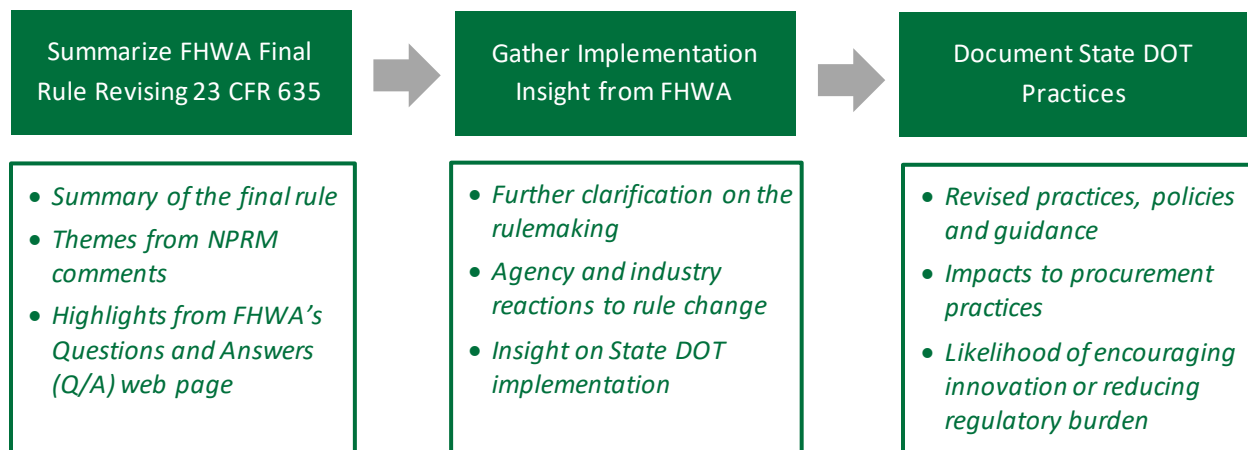 Summarize FHWA Final
Rule Revising 23 CFR 635
Gather Implementation
Insight from FHWA
Document State DOT
Practices
• Summary of the final rule
• Themes from NPRM
comments
• Highlights from FHWA's
Questions and Answers
(Q/A) web page
• Further clarification on the
rulemaking
• Agency and industry
reactions to rule change
• Insight on State DOT
implementation
• Revised practices, policies
and guidance
• Impacts to procurement
practices
• Likelihood of encouraging
innovation or reducing
regulatory burden